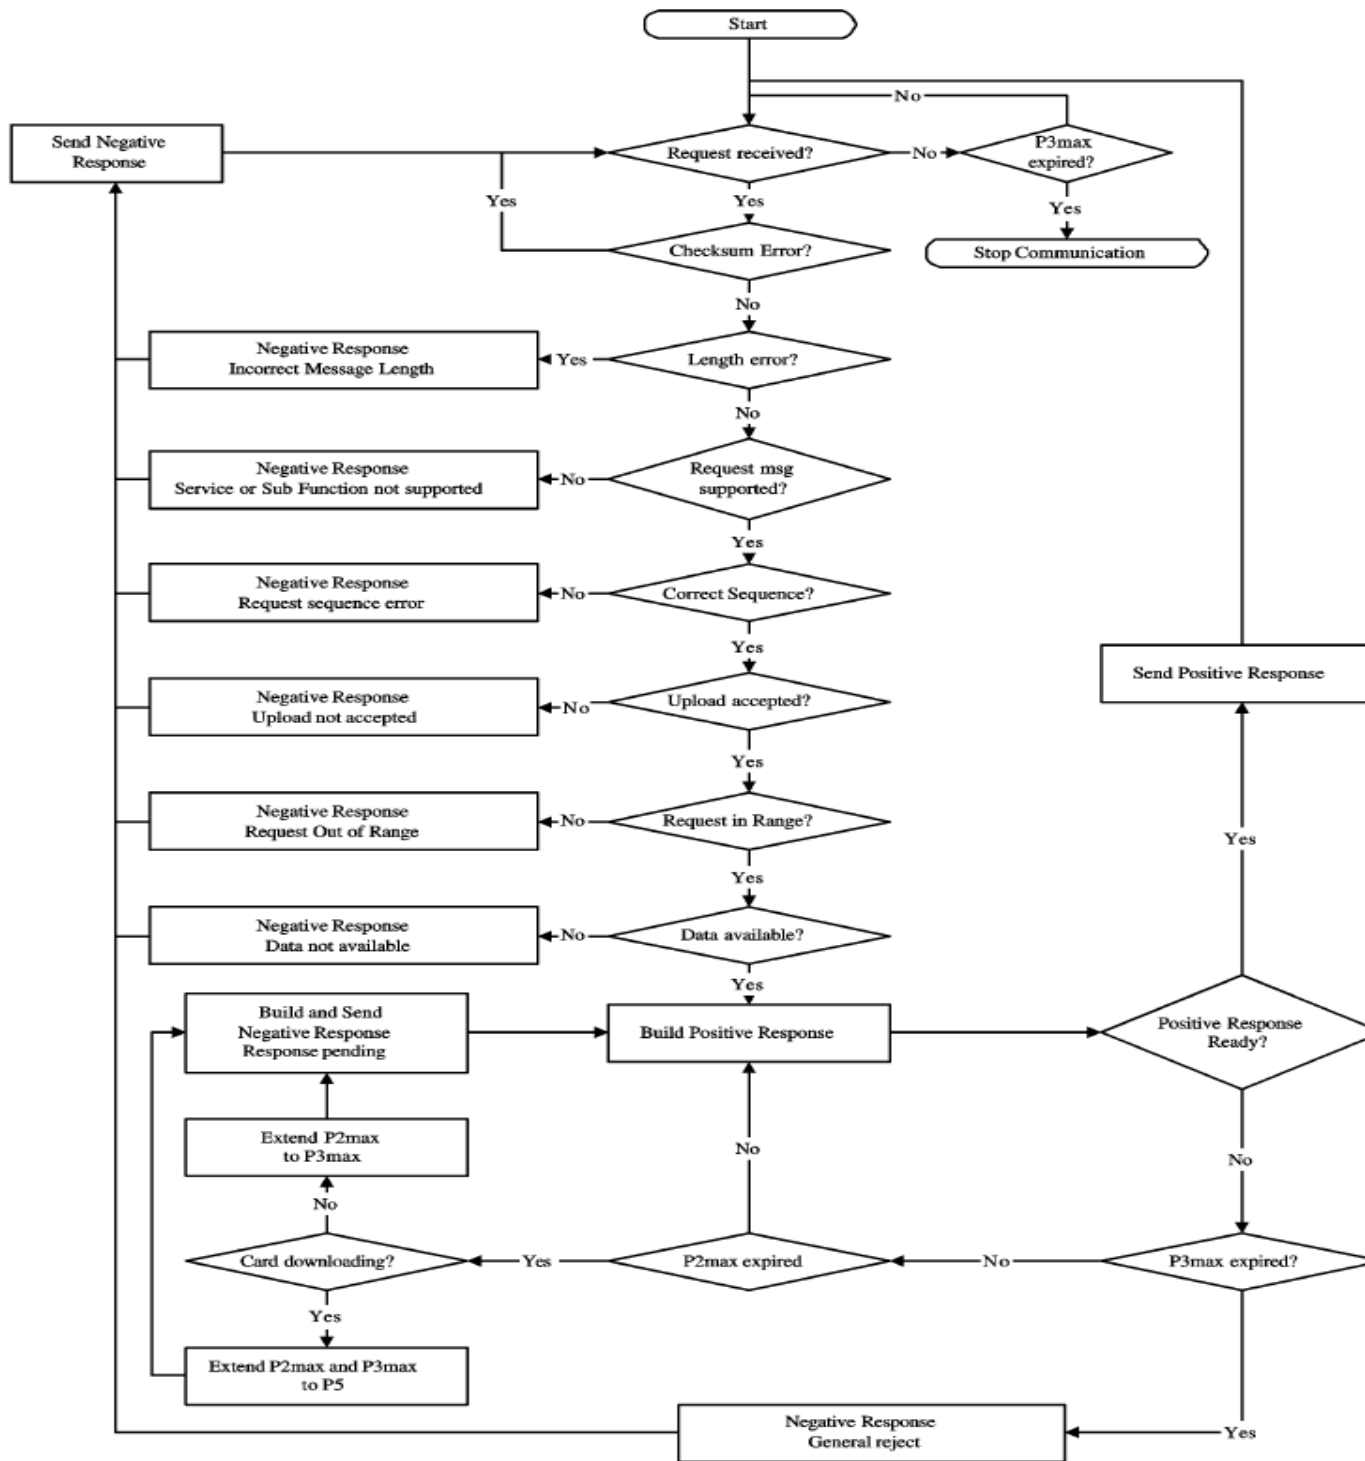 Start
No
Send Negative
Response
Request received?
No
P3max
expired?
Yes
Yes
Yes
Checksum Error?
Stop Communication
No
Negative Response
Incorrect Message Length
Yes
Length error?
No
Negative Response
Service or Sub Function not supported
No
Request msg
supported?
Yes
Negative Response
Request sequence error
No
Correct Sequence?
Yes
Send Positive Response
Negative Response
Upload not accepted
No
Upload accepted?
Yes
Negative Response
Request Out of Range
No
Request in Range?
Yes
Yes
Negative Response
Data not available
No
Data available?
Yes
Build and Send
Negative Response
Response pending
Build Positive Response
Positive Response
Ready?
Extend P2max
to P3max
No
No
No
Card downloading?
Yes
P2max expired
No
P3max expired?
Yes
Extend P2max and P3max
to P5
Negative Response
General reject
Yes